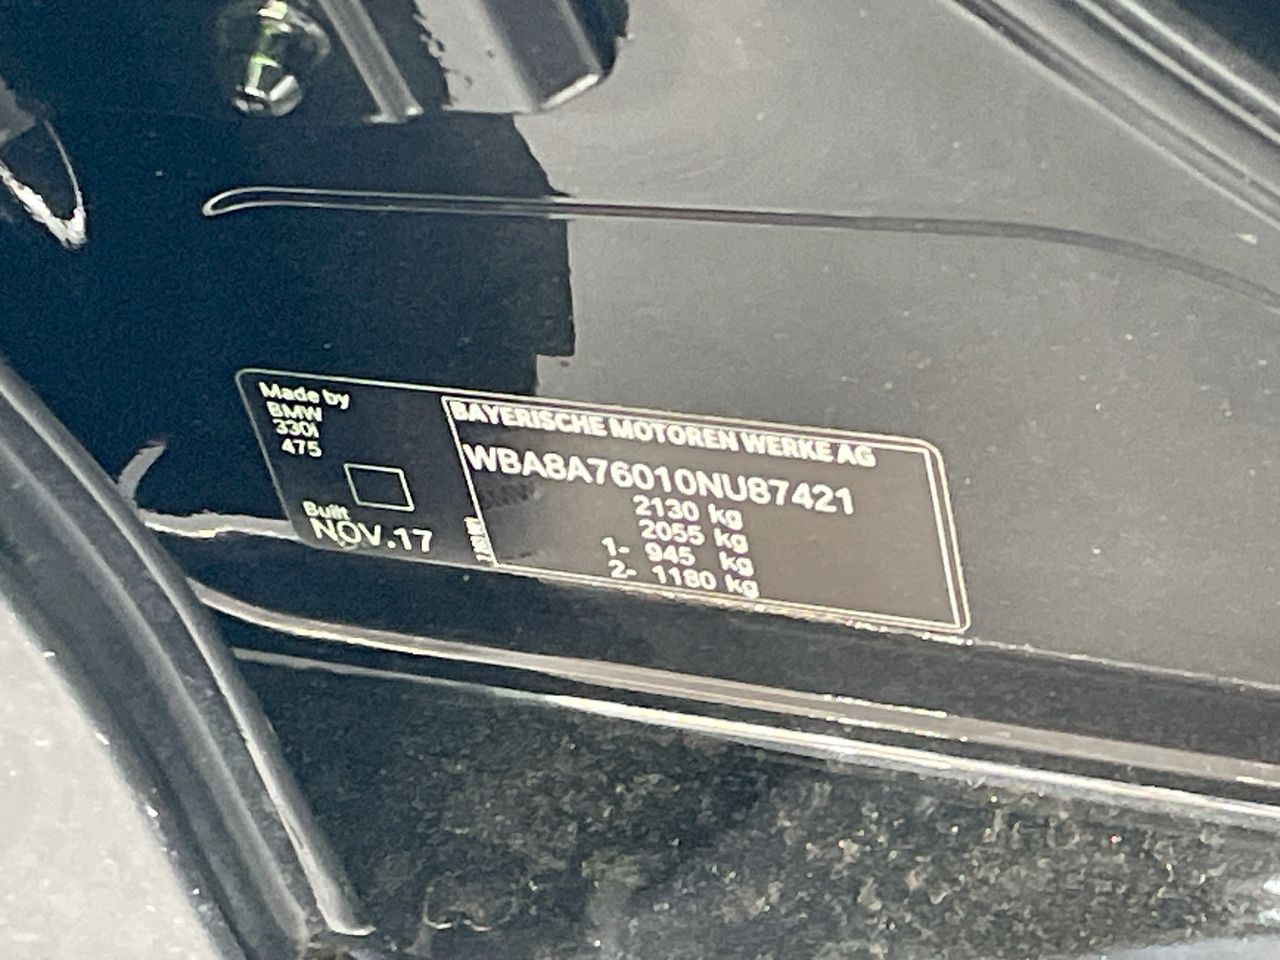 Made by
BMW
330i
475
Built
NOV.17
BAYERISCHE MOTOREN WERKE AG
WBA8A76010NU87421
2130 kg
2055 kg
1- 945 kg
2- 1180 kg